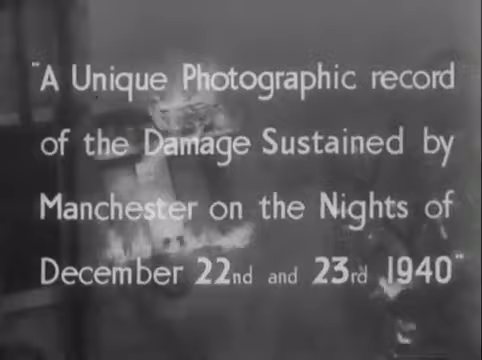 "A Unique Photographic record
of the Damage Sustained by
Manchester on the Nights of
December 22nd and 23rd 1940"